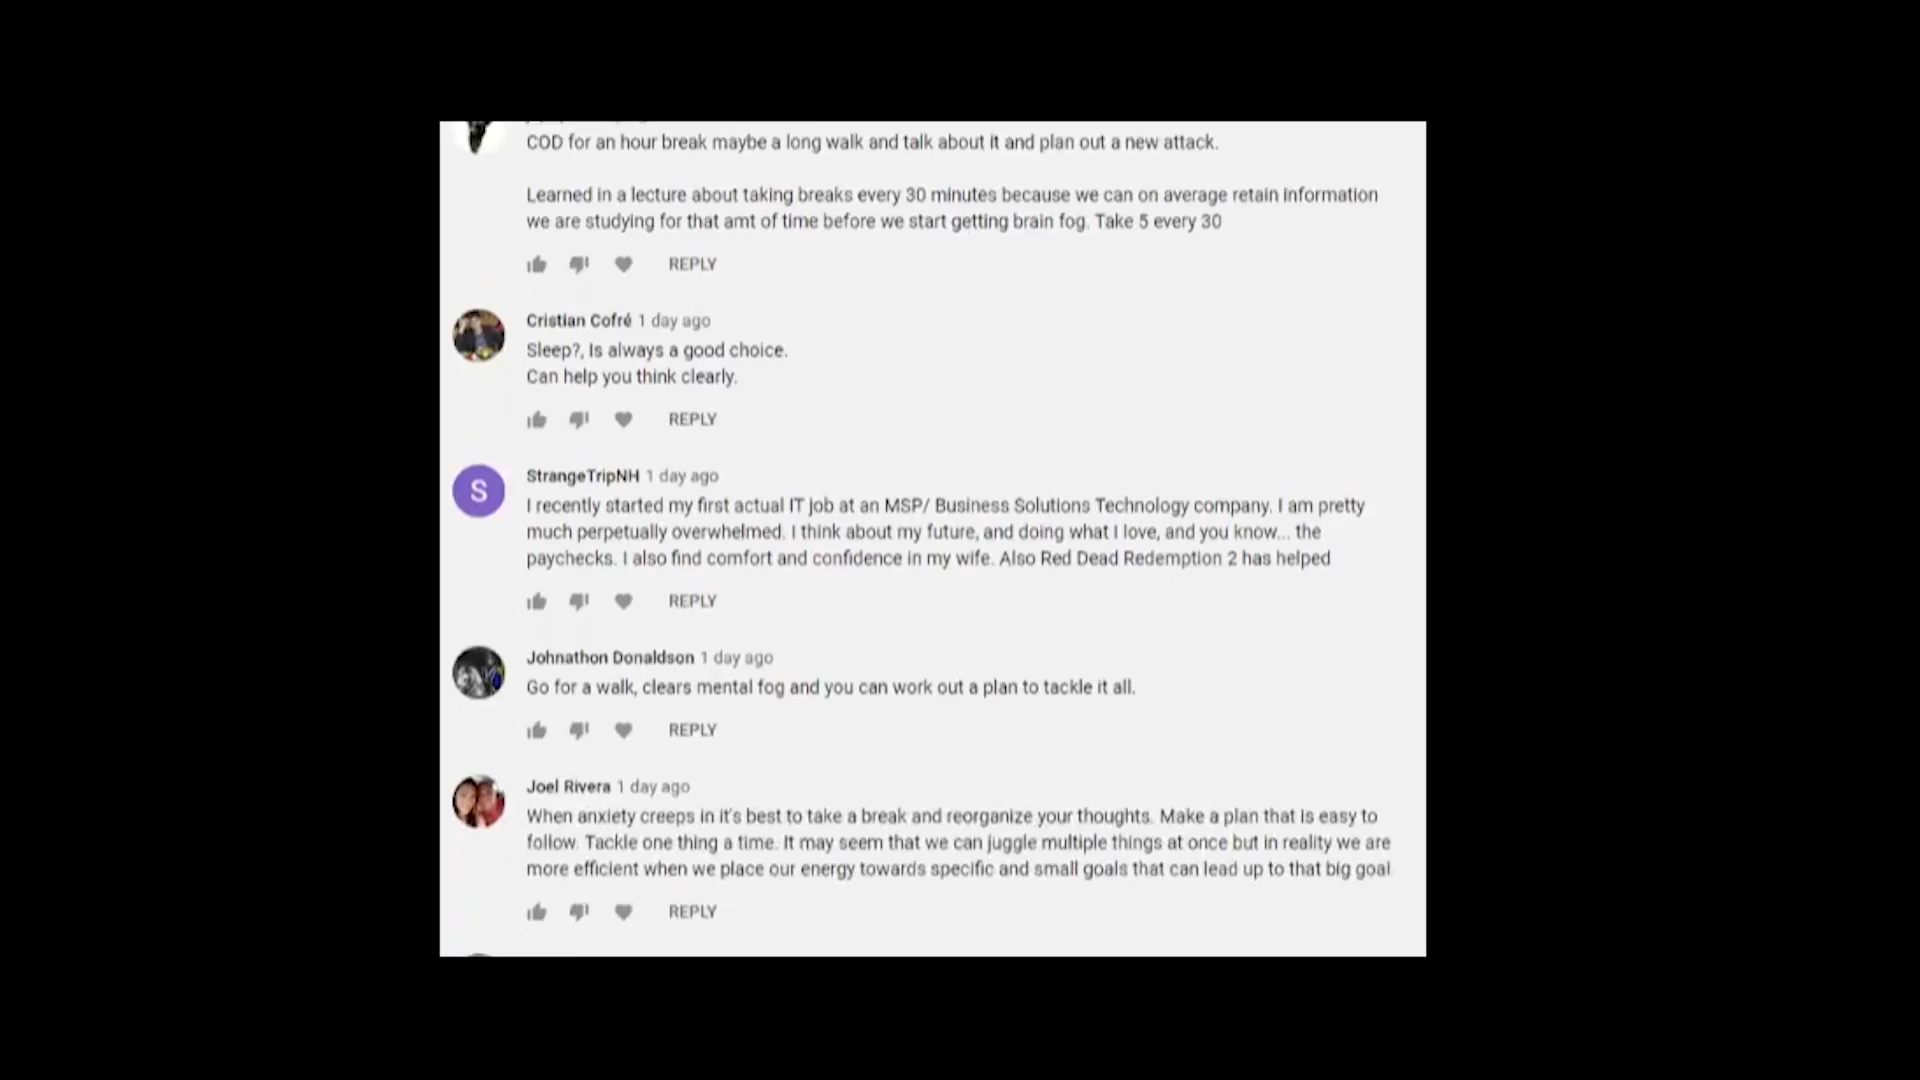 COD for an hour break maybe a long walk and talk about it and plan out a new attack.
Learned in a lecture about taking breaks every 30 minutes because we can on average retain information
we are studying for that amt of time before we start getting brain fog. Take 5 every 30
REPLY
Cristian Cofré 1 day ago
Sleep?, Is always a good choice.
Can help you think clearly.
REPLY
S
StrangeTripNH 1 day ago
I recently started my first actual IT job at an MSP/ Business Solutions Technology company. I am pretty
much perpetually overwhelmed. I think about my future, and doing what I love, and you know... the
paychecks. I also find comfort and confidence in my wife. Also Red Dead Redemption 2 has helped
REPLY
Johnathon Donaldson 1 day ago
Go for a walk, clears mental fog and you can work out a plan to tackle it all.
REPLY
Joel Rivera 1 day ago
When anxiety creeps in it's best to take a break and reorganize your thoughts. Make a plan that is easy to
follow. Tackle one thing a time. It may seem that we can juggle multiple things at once but in reality we are
more efficient when we place our energy towards specific and small goals that can lead up to that big goal.
REPLY